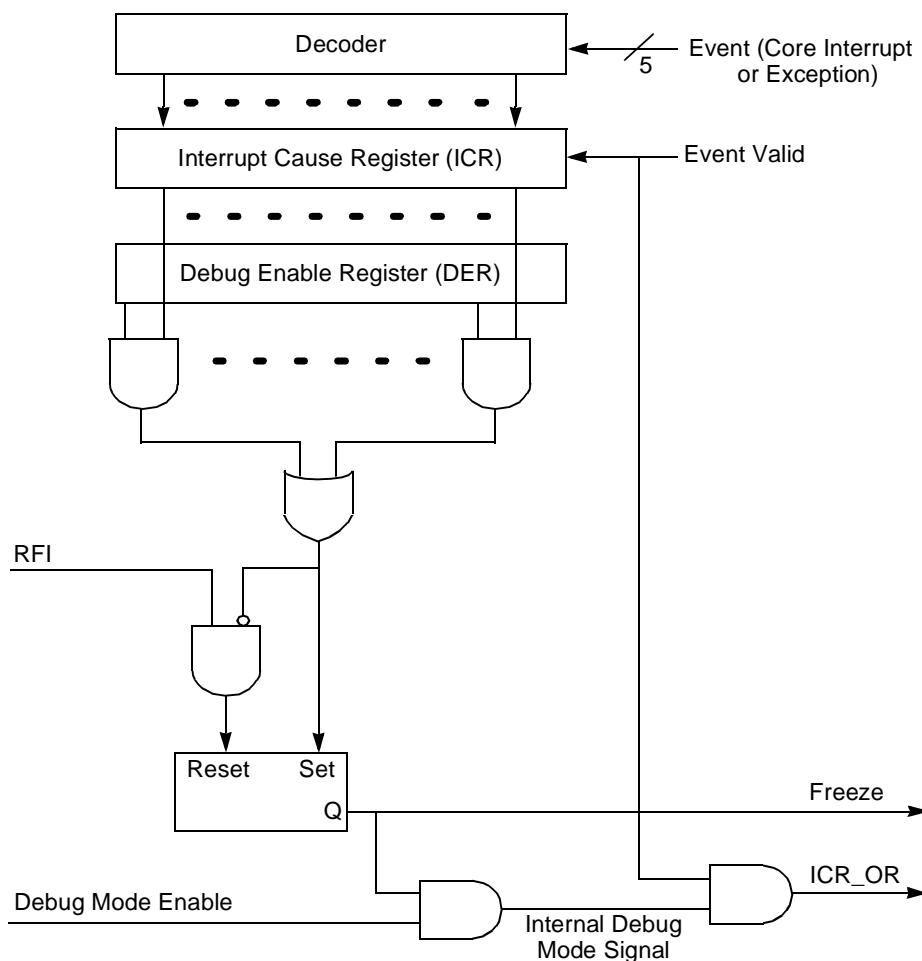 Decoder
Event (Core Interrupt
or Exception)
5
Interrupt Cause Register (ICR)
Event Valid
Debug Enable Register (DER)
RFI
Reset
Set
Q
Freeze
ICR_OR
Debug Mode Enable
Internal Debug
Mode Signal